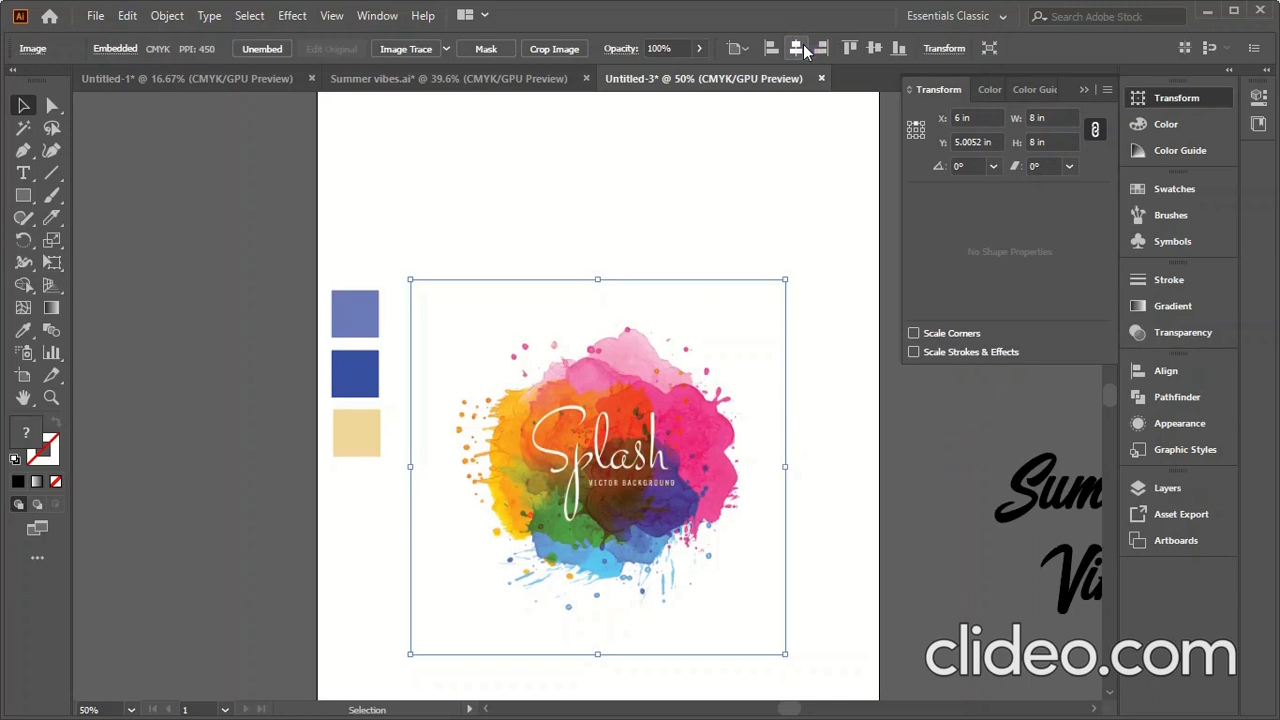 Ai File Edit Object Type Select Effect View Window Help Essentials Classic Search Adobe Stock
Image Embedded CMYK PPI: 450 Unembed Edit Original Image Trace Mask Crop Image Opacity: 100% Transform
Untitled-1* @ 16.67% (CMYK/GPU Preview) Summer vibes.ai* @ 39.6% (CMYK/GPU Preview) Untitled-3* @ 50% (CMYK/GPU Preview)
Transform Color Color Guid
X: 6 in W: 8 in
Y: 5.0052 in H: 8 in
0° 0°
No Shape Properties
Scale Corners
Scale Strokes & Effects
Transform
Color
Color Guide
Swatches
Brushes
Symbols
Stroke
Gradient
Transparency
Align
Pathfinder
Appearance
Graphic Styles
Layers
Asset Export
Artboards
Splash
VECTOR BACKGROUND
?
Sum
Vi
clideo.com
50% 1 Selection